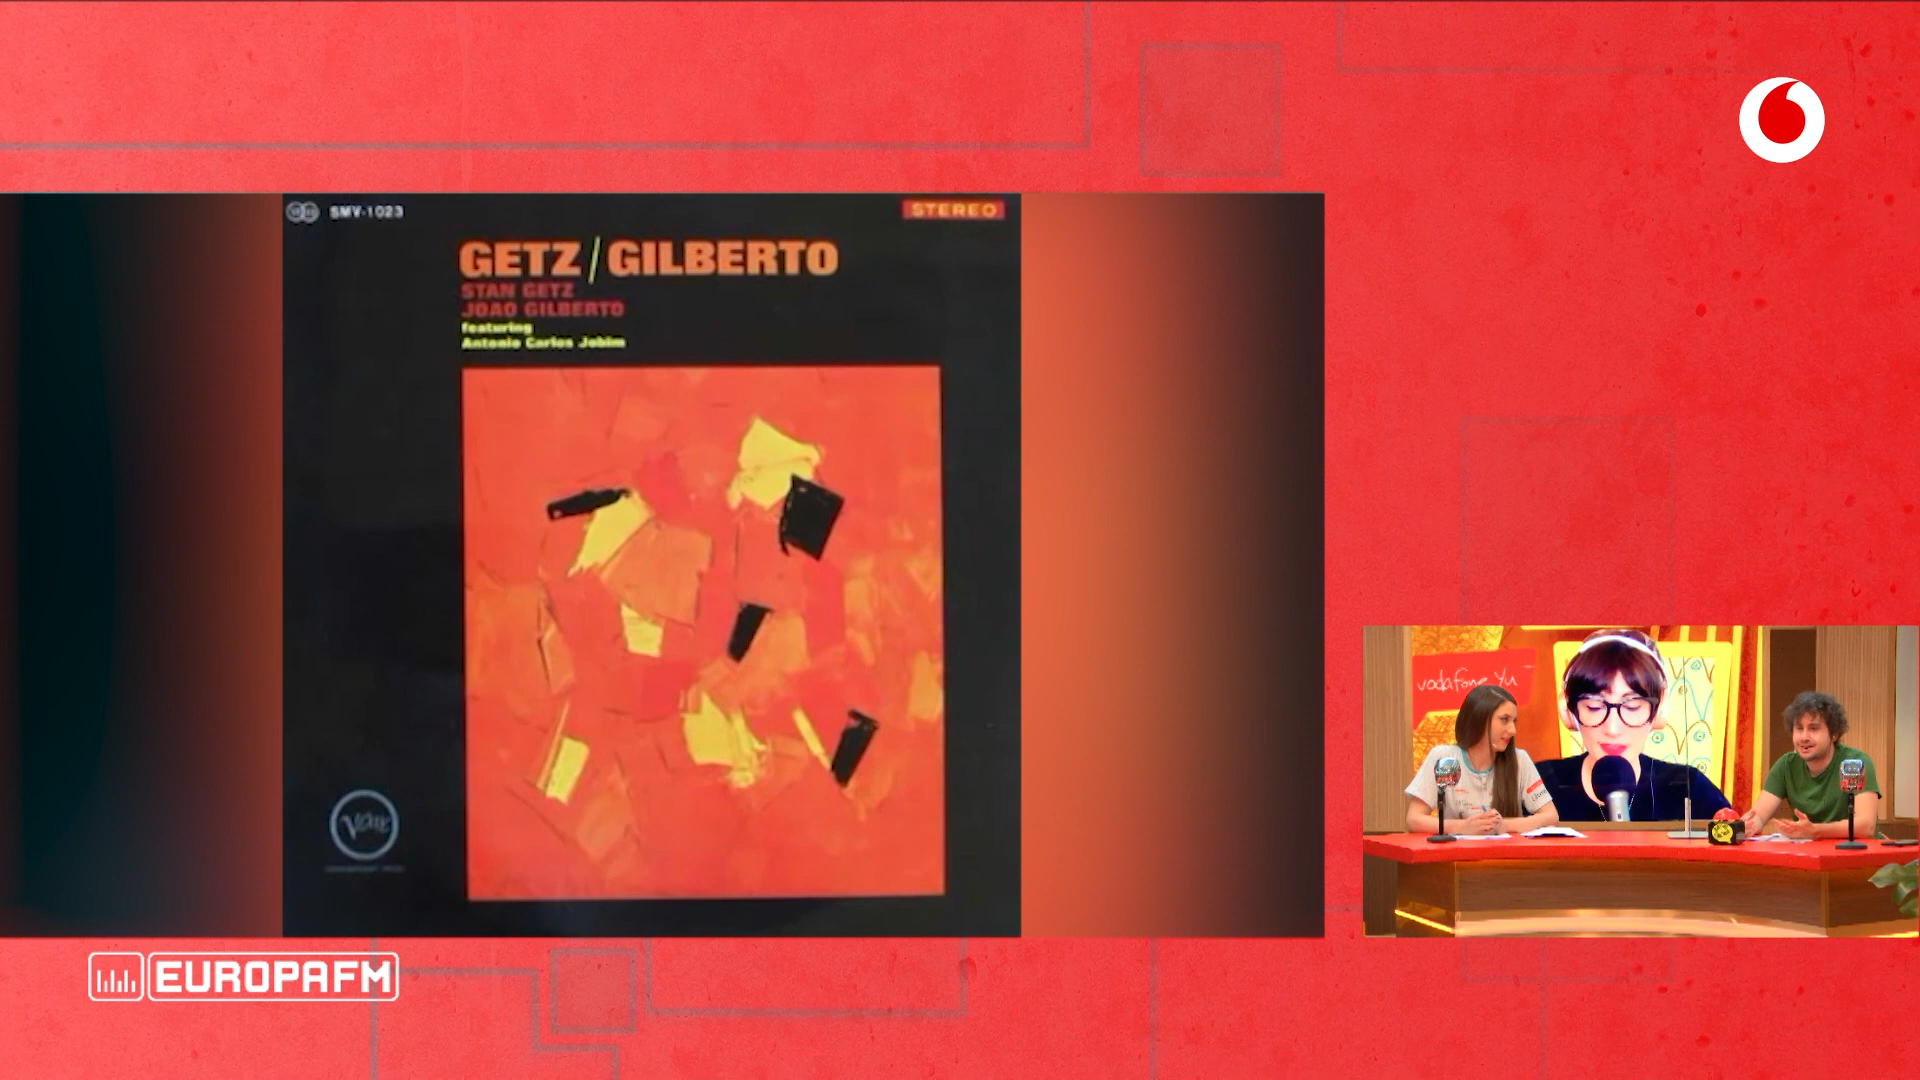 SMV-1023
STEREO
GETZ/GILBERTO
STAN GETZ
JOAO GILBERTO
featuring
Antonio Carlos Jobim
Verve
vodafone yu
EUROPAFM